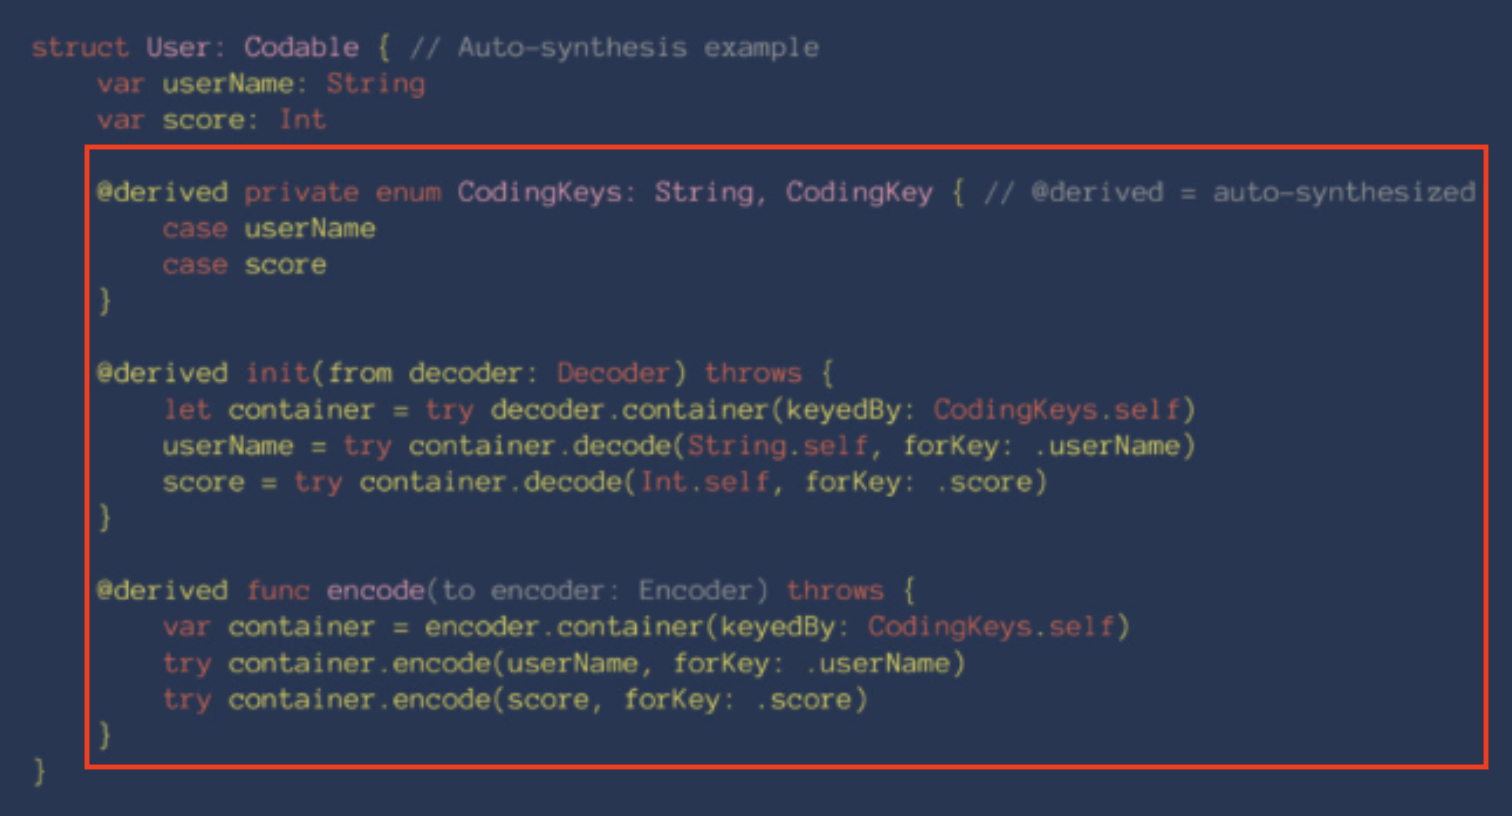 struct User: Codable { // Auto-synthesis example
    var userName: String
    var score: Int
    @derived private enum CodingKeys: String, CodingKey { // @derived = auto-synthesized
        case userName
        case score
    }
    @derived init(from decoder: Decoder) throws {
        let container = try decoder.container(keyedBy: CodingKeys.self)
        userName = try container.decode(String.self, forKey: .userName)
        score = try container.decode(Int.self, forKey: .score)
    }
    @derived func encode(to encoder: Encoder) throws {
        var container = encoder.container(keyedBy: CodingKeys.self)
        try container.encode(userName, forKey: .userName)
        try container.encode(score, forKey: .score)
    }
}